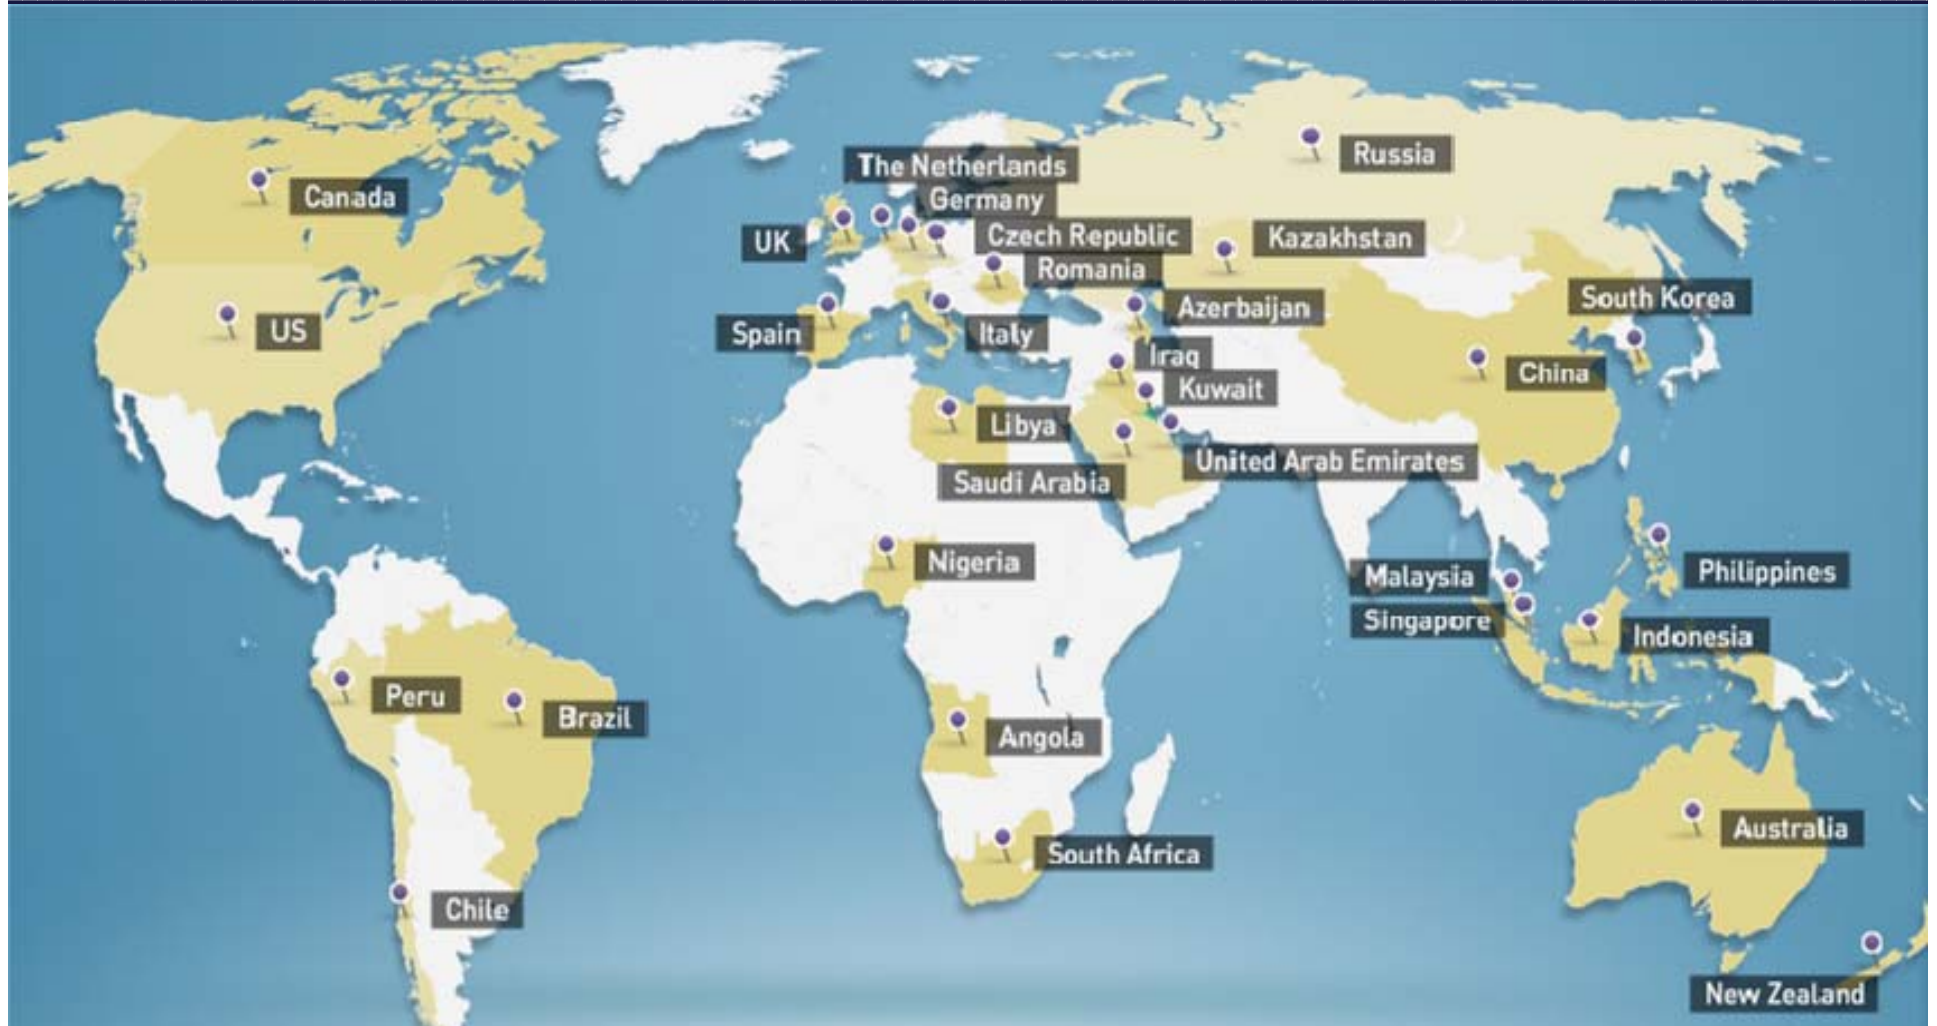 The Netherlands
Russia
Canada
Germany
UK
Czech Republic
Kazakhstan
Romania
South Korea
Azerbaijan
US
Spain
Italy
Iraq
China
Kuwait
Libya
United Arab Emirates
Saudi Arabia
Nigeria
Philippines
Malaysia
Singapore
Indonesia
Peru
Brazil
Angola
Australia
South Africa
Chile
New Zealand